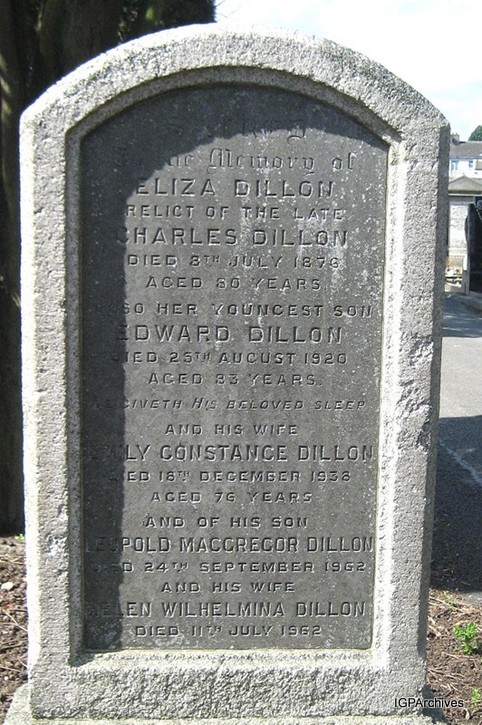 In the Memory of
ELIZA DILLON
RELICT OF THE LATE
CHARLES DILLON
DIED 8TH JULY 1876
AGED 80 YEARS
ALSO HER YOUNGEST SON
EDWARD DILLON
DIED 25TH AUGUST 1920
AGED 83 YEARS.
HE GIVETH HIS BELOVED SLEEP
AND HIS WIFE
EMILY CONSTANCE DILLON
DIED 18TH DECEMBER 1938
AGED 76 YEARS
AND OF HIS SON
LEOPOLD MACGREGOR DILLON
DIED 24TH SEPTEMBER 1962
AND HIS WIFE
HELEN WILHELMINA DILLON
DIED 11TH JULY 1962
IGPArchives